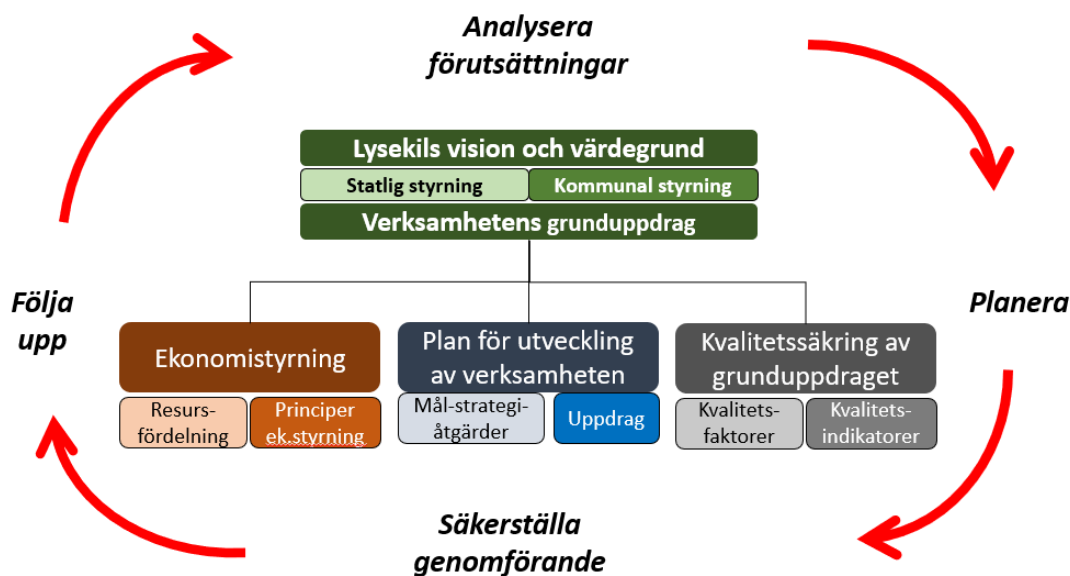 Analysera
förutsättningar
Lysekils vision och värdegrund
Statlig styrning
Kommunal styrning
Verksamhetens grunduppdrag
Följa
upp
Planera
Ekonomistyrning
Plan för utveckling
av verksamheten
Kvalitetssäkring av
grunduppdraget
Resurs-
fördelning
Principer
ek.styrning
Mål-strategi-
åtgärder
Uppdrag
Kvalitets-
faktorer
Kvalitets-
indikatorer
Säkerställa
genomförande